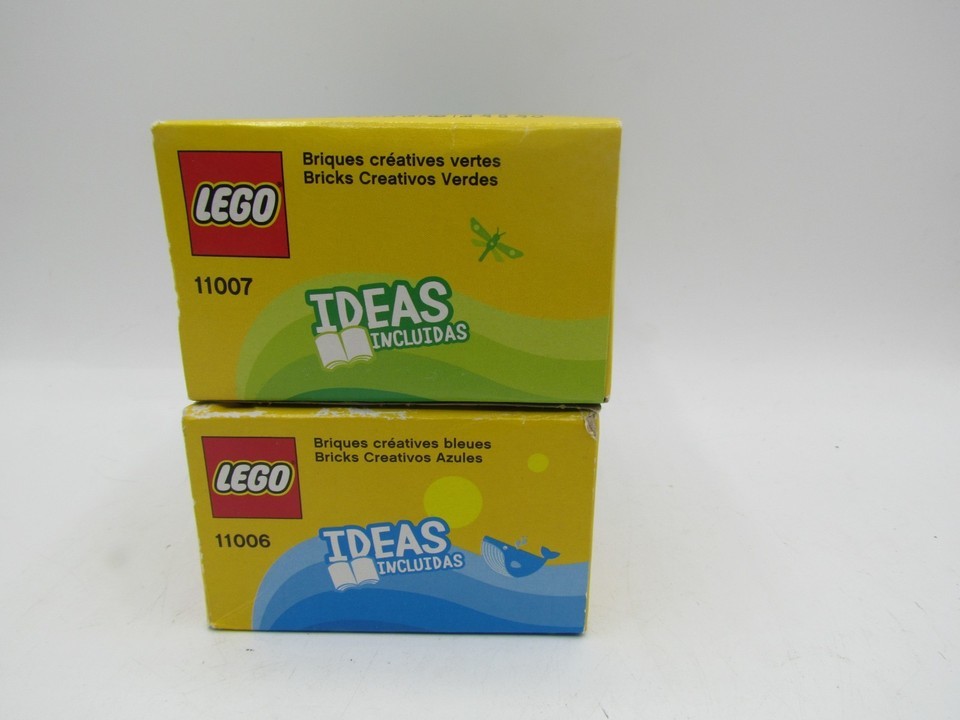 LEGO
Briques créatives vertes
Bricks Creativos Verdes
11007
IDEAS
INCLUIDAS
LEGO
Briques créatives bleues
Bricks Creativos Azules
11006
IDEAS
INCLUIDAS